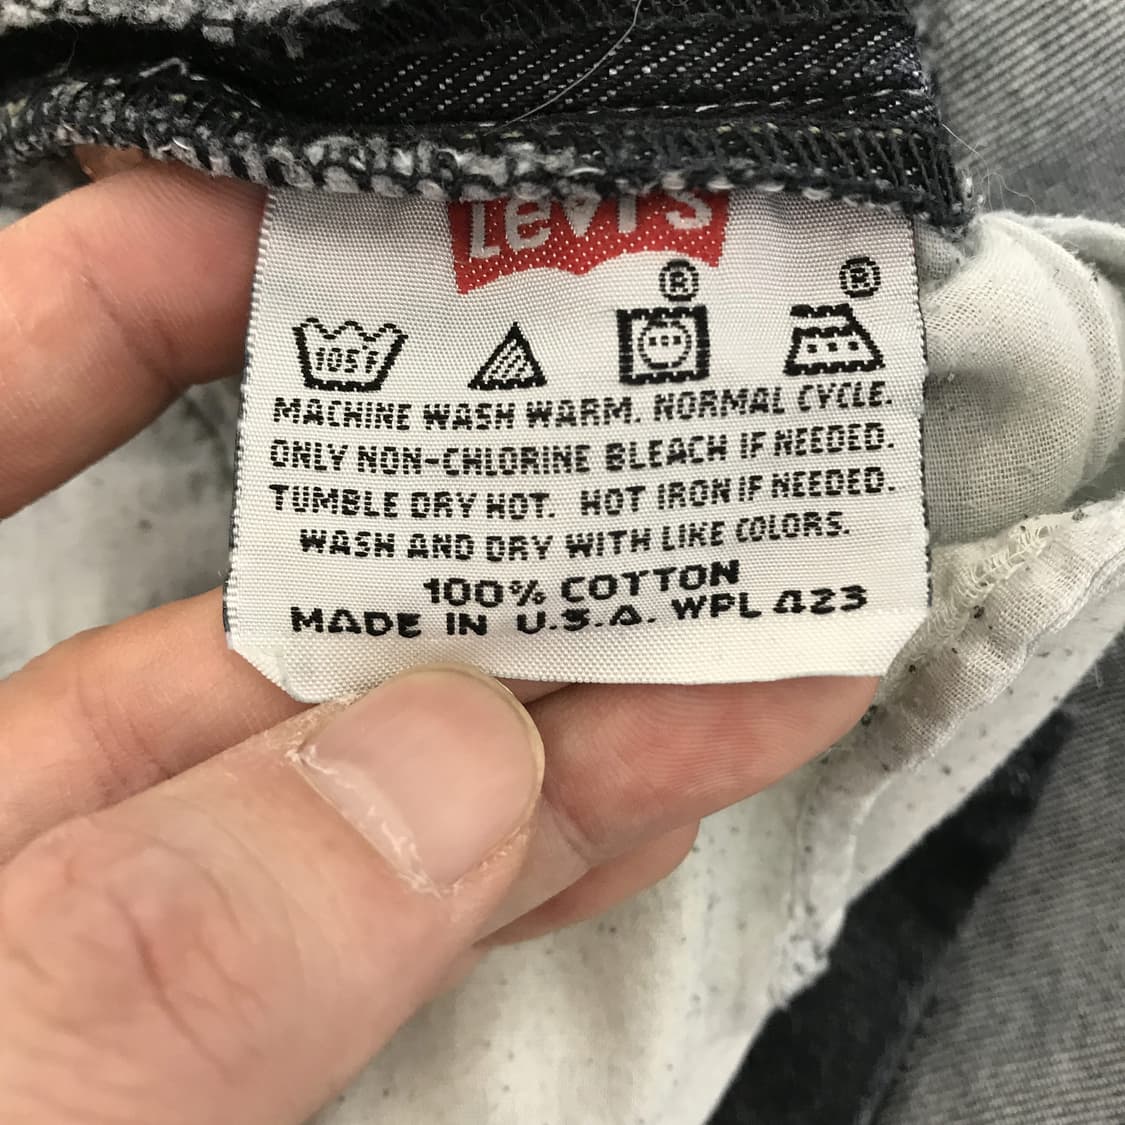 Levi's
® ®
105°F
MACHINE WASH WARM. NORMAL CYCLE.
ONLY NON-CHLORINE BLEACH IF NEEDED.
TUMBLE DRY HOT. HOT IRON IF NEEDED.
WASH AND DRY WITH LIKE COLORS.
100% COTTON
MADE IN U.S.A. WPL 423